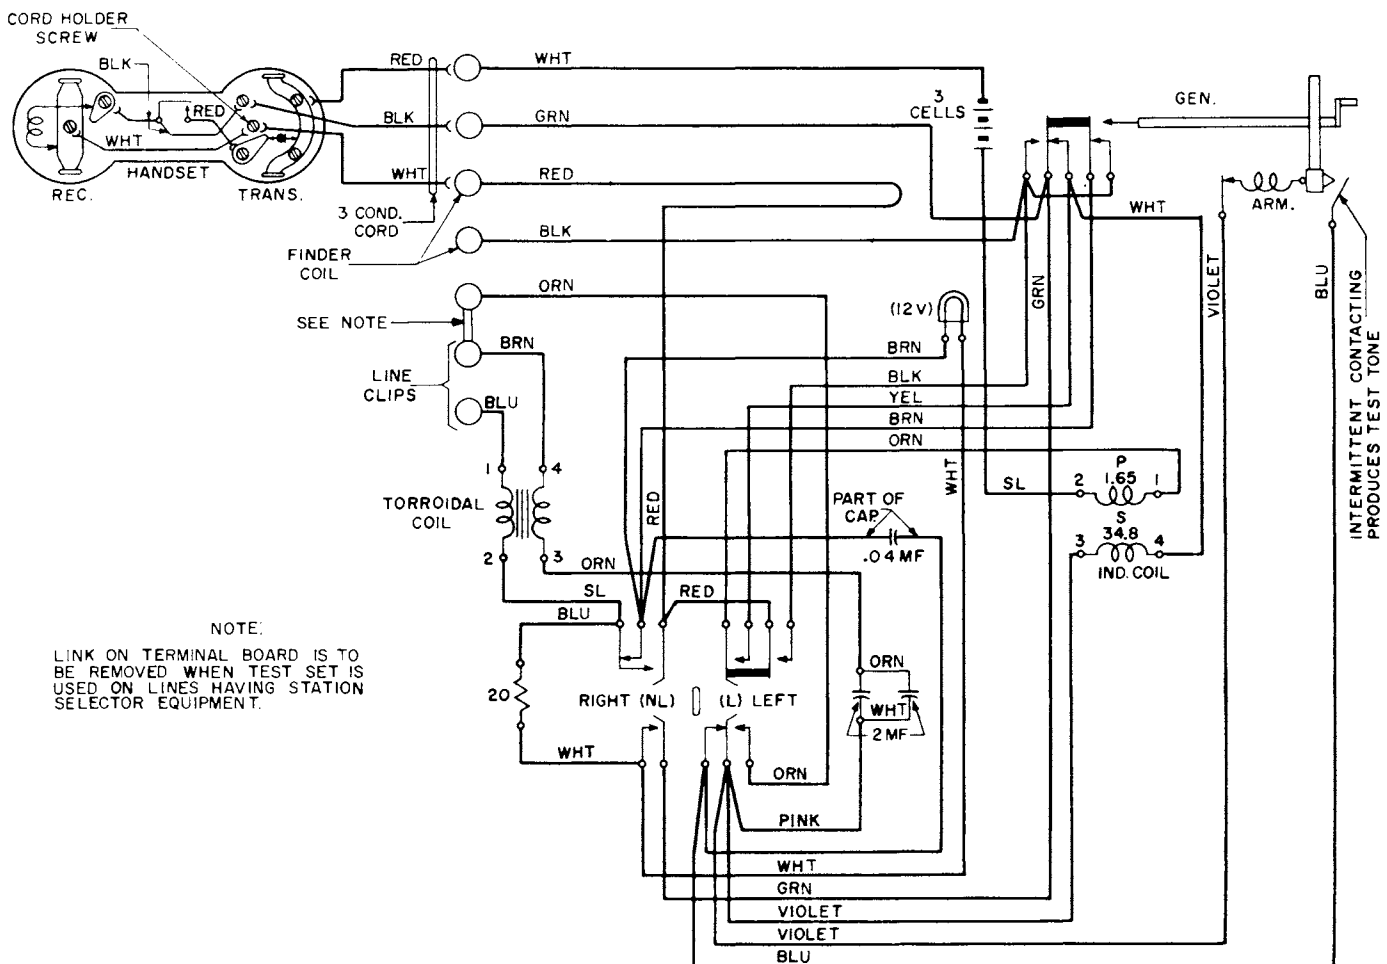 CORD HOLDER
SCREW
BLK
RED
WHT
HANDSET
REC.
TRANS.
RED
BLK
WHT
3 COND.
CORD
FINDER
COIL
WHT
GRN
RED
BLK
ORN
SEE NOTE
BRN
LINE
CLIPS
BLU
1
4
TORROIDAL
COIL
2
3
ORN
SL
BLU
RED
RED
3
CELLS
GEN.
ARM.
WHT
GRN
VIOLET
BLU
INTERMITTENT CONTACTING
PRODUCES TEST TONE
(12V)
BRN
BLK
YEL
BRN
ORN
WHT
SL
P
2
1.65
1
S
3
34.8
4
IND. COIL
PART OF
CAP.
.04MF
NOTE:
LINK ON TERMINAL BOARD IS TO
BE REMOVED WHEN TEST SET IS
USED ON LINES HAVING STATION
SELECTOR EQUIPMENT.
20
RIGHT (NL)
(L) LEFT
ORN
WHT
2MF
WHT
ORN
PINK
WHT
GRN
VIOLET
VIOLET
BLU